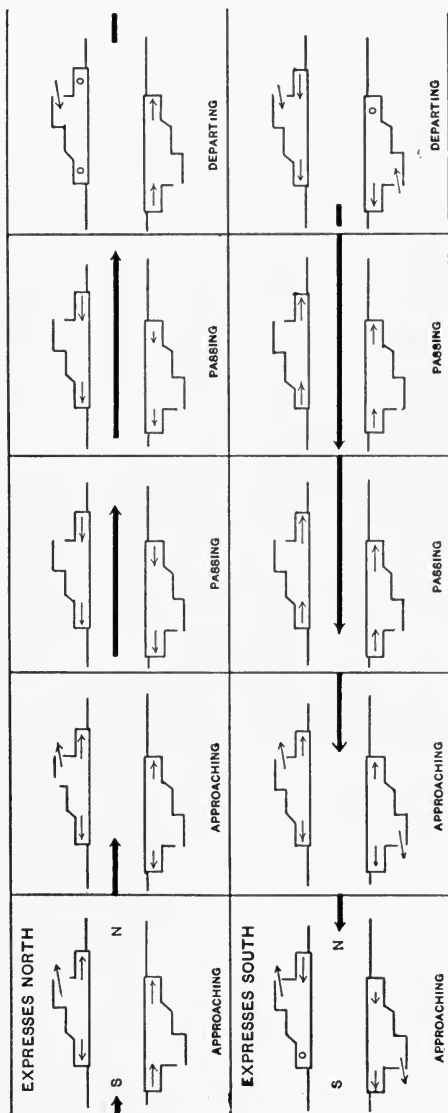 EXPRESSES NORTH
S N
APPROACHING APPROACHING PASSING PASSING DEPARTING
EXPRESSES SOUTH
S N
APPROACHING APPROACHING PASSING PASSING DEPARTING